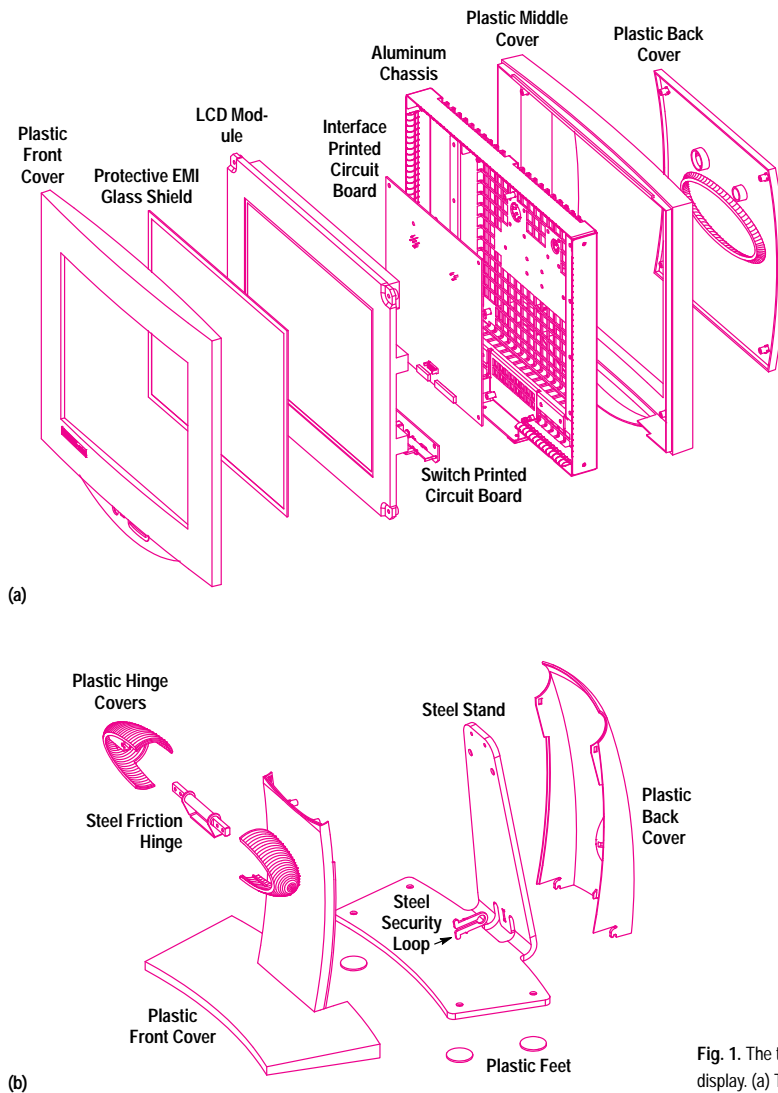 Plastic Middle
Cover
Plastic Back
Cover
Aluminum
Chassis
LCD Mod-
ule
Interface
Printed
Circuit
Board
Plastic
Front
Cover
Protective EMI
Glass Shield
Switch Printed
Circuit Board
(a)
Plastic Hinge
Covers
Steel Stand
Plastic
Back
Cover
Steel Friction
Hinge
Steel
Security
Loop
Plastic
Front Cover
Plastic Feet
(b)
Fig. 1. The t
display. (a) T